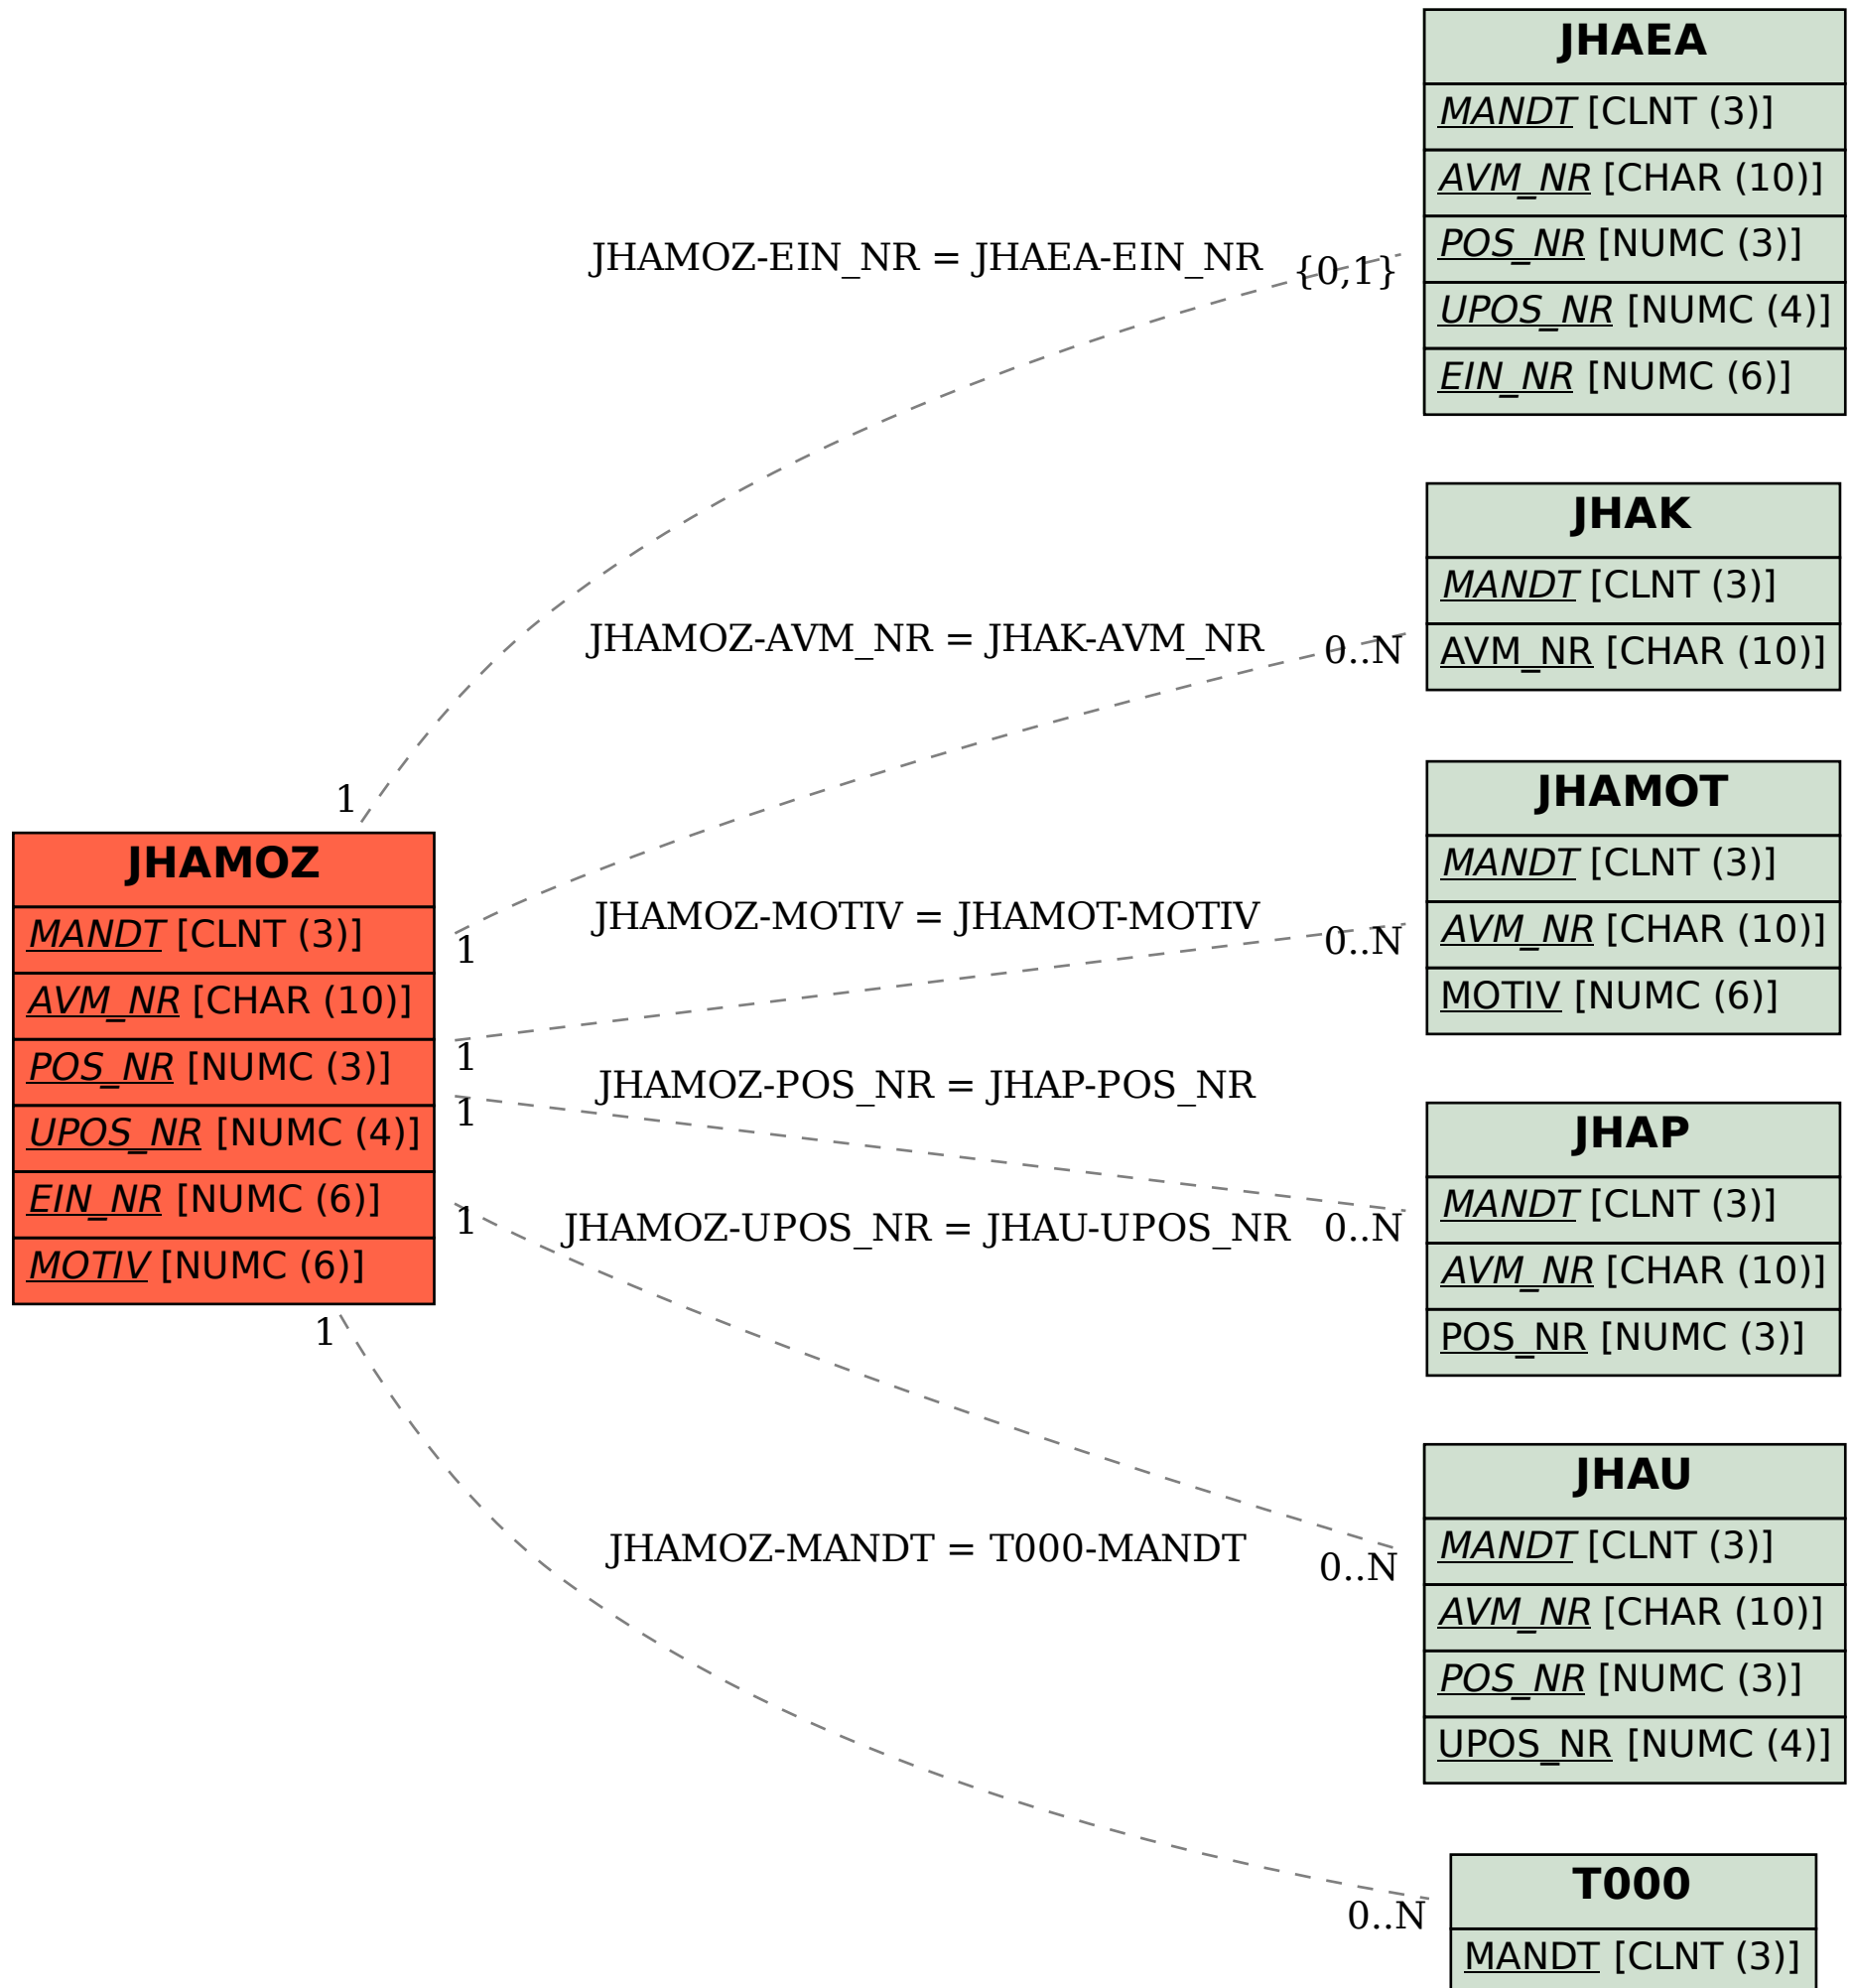 JHAEA
MANDT [CLNT (3)]
AVM_NR [CHAR (10)]
POS_NR [NUMC (3)]
UPOS_NR [NUMC (4)]
EIN_NR [NUMC (6)]
JHAMOZ-EIN_NR = JHAEA-EIN_NR
{0,1}
1
JHAK
MANDT [CLNT (3)]
AVM_NR [CHAR (10)]
JHAMOZ-AVM_NR = JHAK-AVM_NR
0..N
1
JHAMOZ
MANDT [CLNT (3)]
AVM_NR [CHAR (10)]
POS_NR [NUMC (3)]
UPOS_NR [NUMC (4)]
EIN_NR [NUMC (6)]
MOTIV [NUMC (6)]
JHAMOT
MANDT [CLNT (3)]
AVM_NR [CHAR (10)]
MOTIV [NUMC (6)]
JHAMOZ-MOTIV = JHAMOT-MOTIV
0..N
1
JHAMOZ-POS_NR = JHAP-POS_NR
1
0..N
JHAP
MANDT [CLNT (3)]
AVM_NR [CHAR (10)]
POS_NR [NUMC (3)]
JHAMOZ-UPOS_NR = JHAU-UPOS_NR
1
0..N
JHAU
MANDT [CLNT (3)]
AVM_NR [CHAR (10)]
POS_NR [NUMC (3)]
UPOS_NR [NUMC (4)]
JHAMOZ-MANDT = T000-MANDT
1
0..N
T000
MANDT [CLNT (3)]